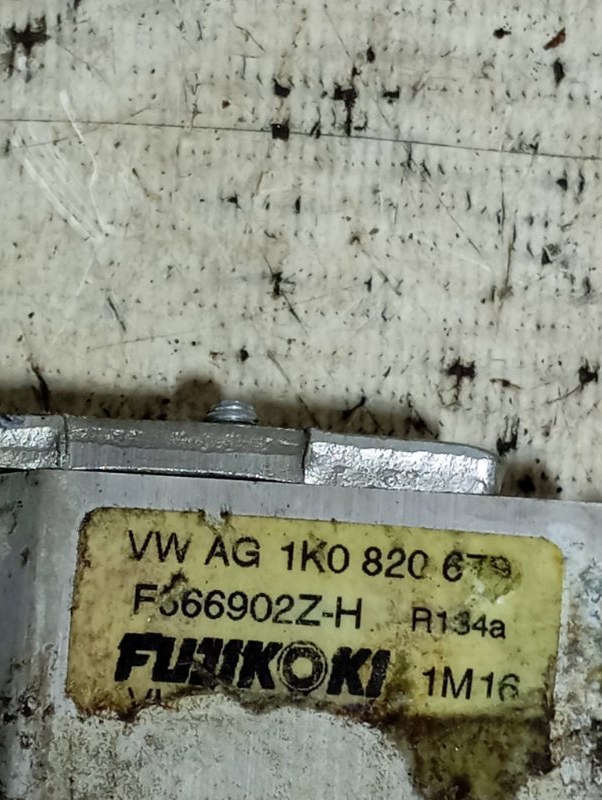 VW AG 1K0 820 679
F566902Z-H R134a
FUJIKOKI 1M16